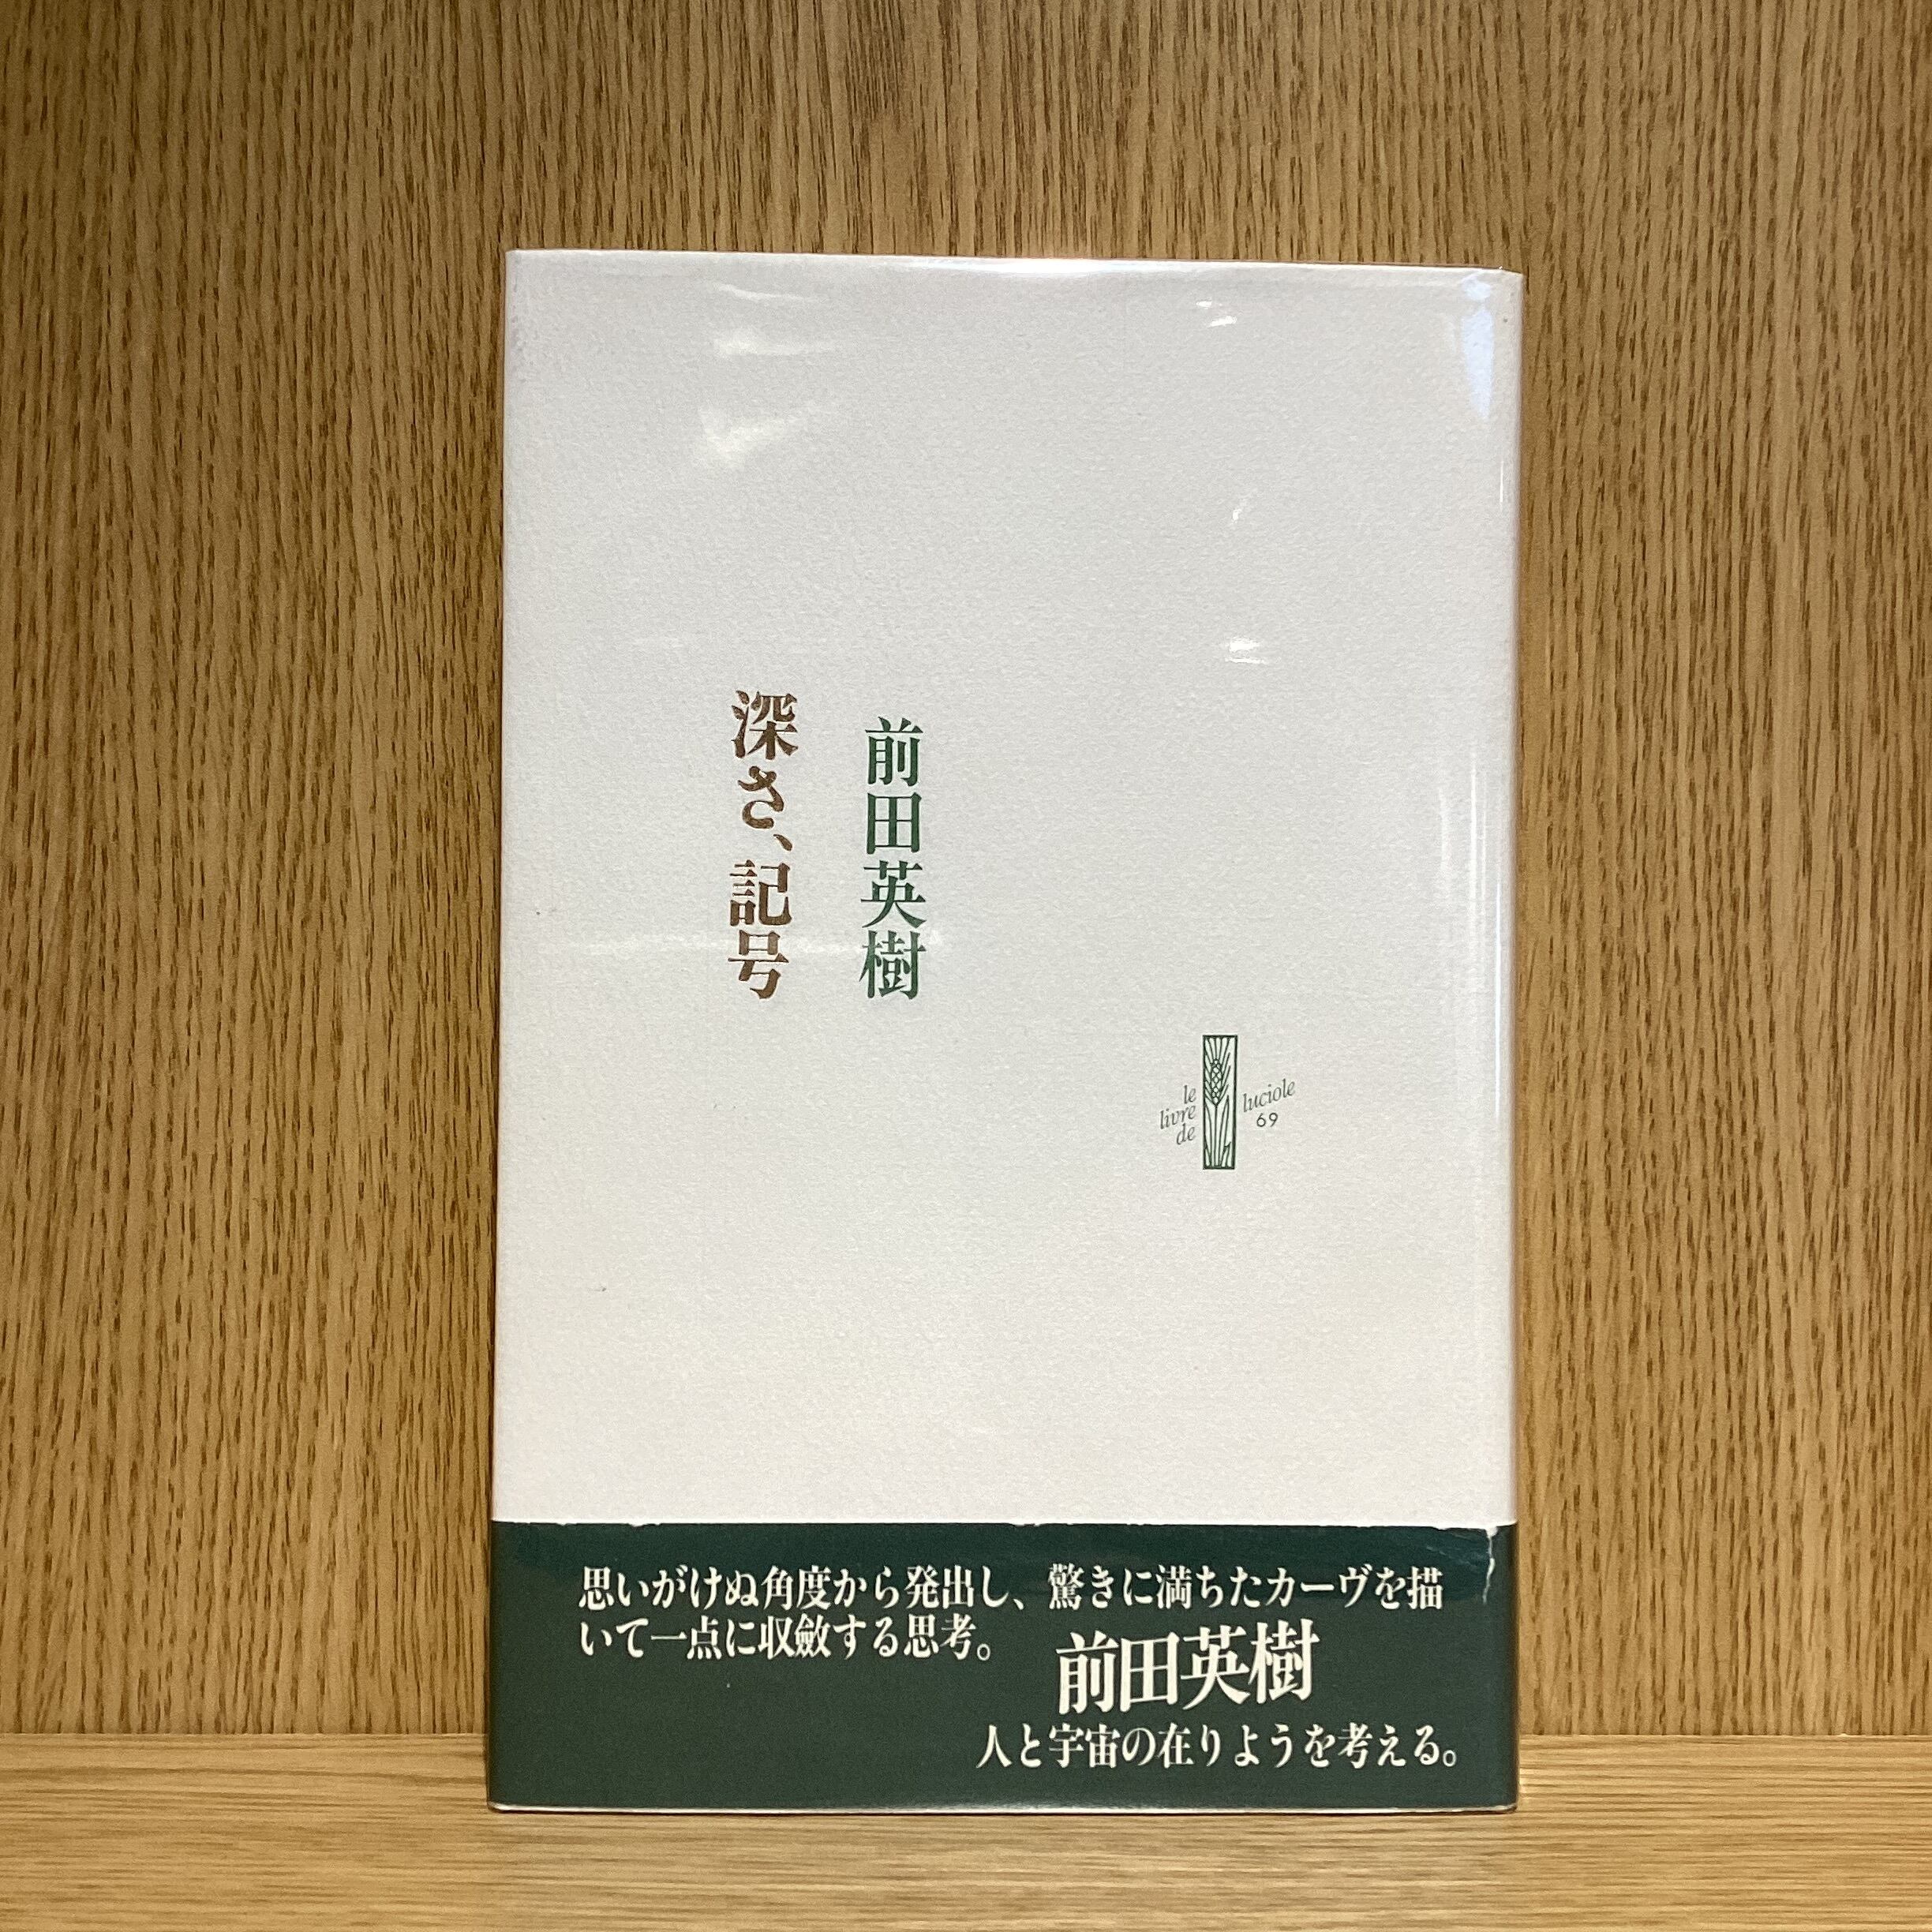 前田英樹
深さ、記号
le
livre
de
luciole
69
思いがけぬ角度から発出し、驚きに満ちたカーヴを描
いて一点に収斂する思考。
前田英樹
人と宇宙の在りようを考える。